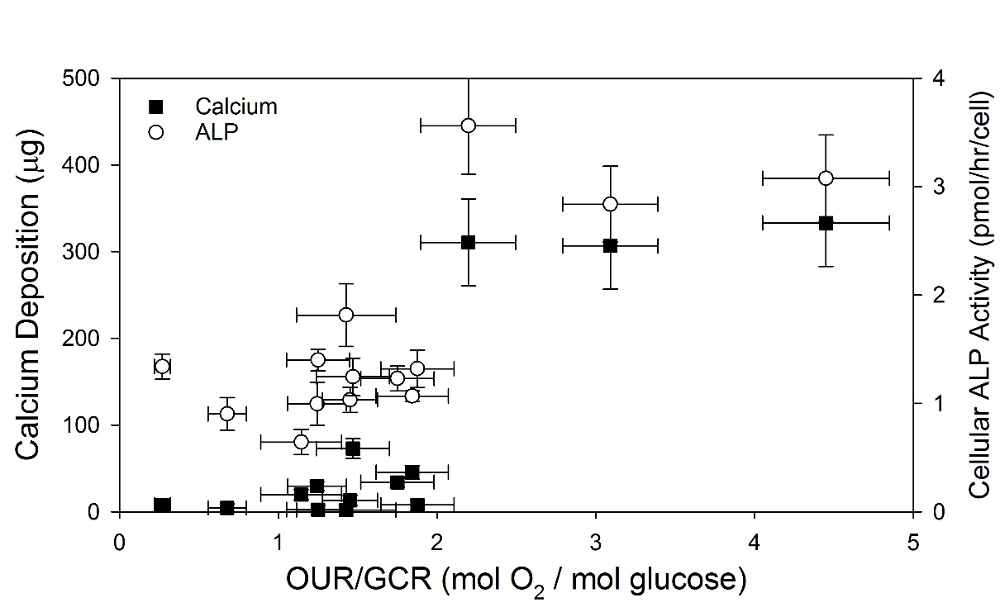 Calcium
ALP
Calcium Deposition (μg)
500
400
300
200
100
0
Cellular ALP Activity (pmol/hr/cell)
4
3
2
1
0
0 1 2 3 4 5
OUR/GCR (mol O₂ / mol glucose)